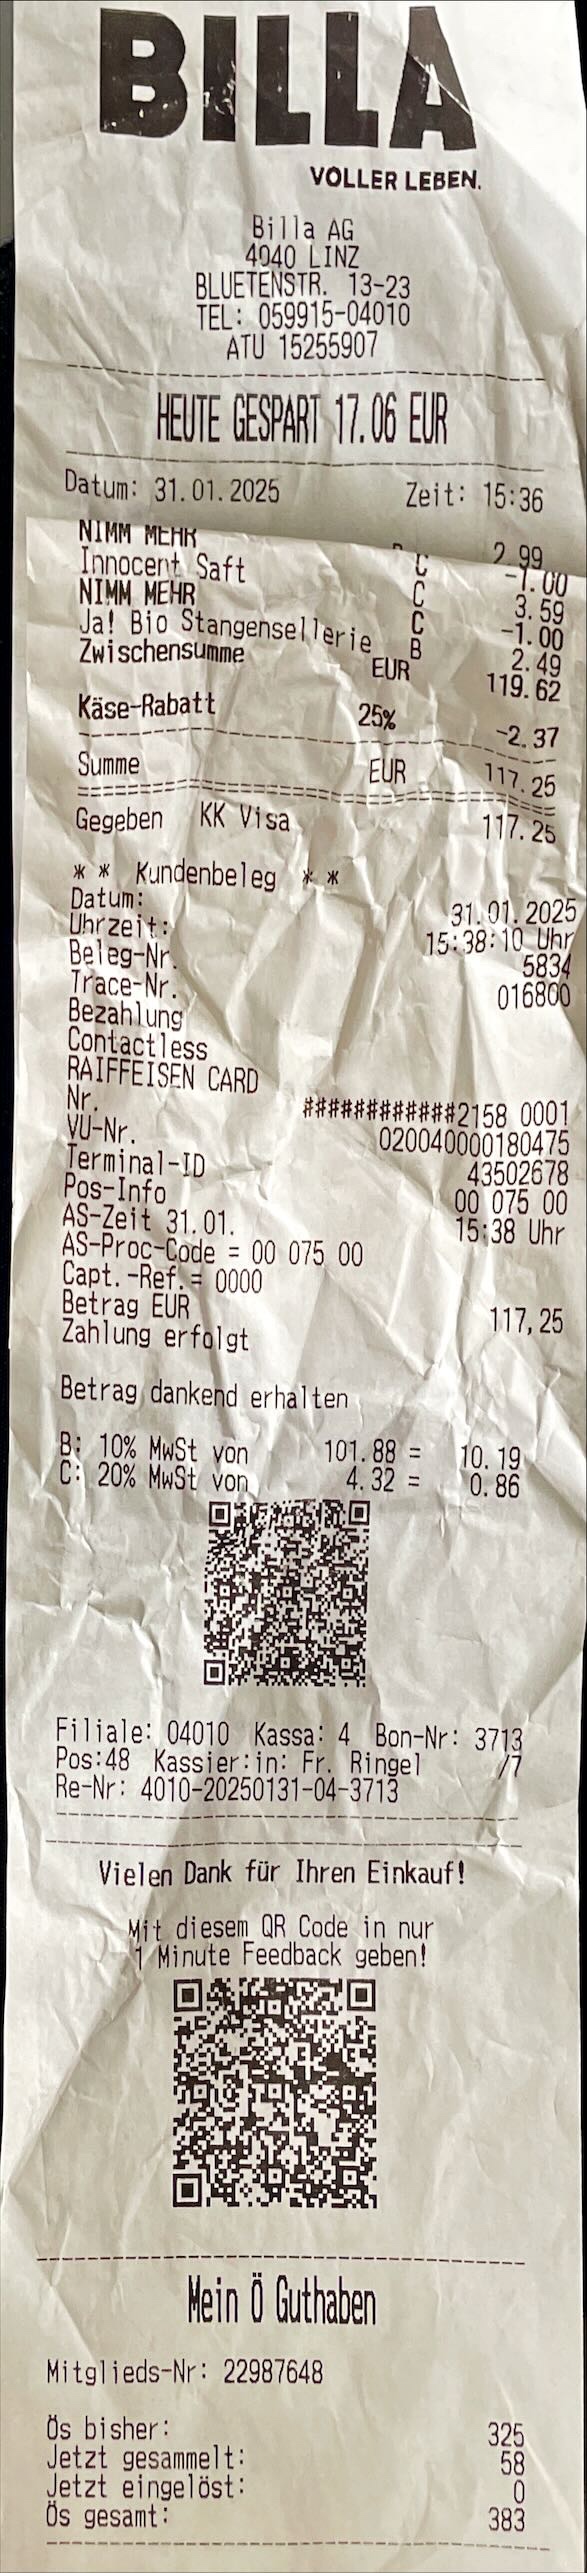 BILLA
VOLLER LEBEN.
Billa AG
4040 LINZ
BLUETENSTR. 13-23
TEL: 059915-04010
ATU 15255907
HEUTE GESPART 17.06 EUR
Datum: 31.01.2025 Zeit: 15:36
2.99
NIMM MEHR C -1.00
Innocent Saft C 3.59
NIMM MEHR C -1.00
Ja! Bio Stangensellerie B 2.49
Zwischensumme EUR 119.62
Käse-Rabatt 25% -2.37
Summe EUR 117.25
Gegeben KK Visa 117.25
* * Kundenbeleg * *
Datum: 31.01.2025
Uhrzeit: 15:38:10 Uhr
Beleg-Nr. 5834
Trace-Nr. 016800
Bezahlung
Contactless
RAIFFEISEN CARD
Nr. ############2158 0001
VU-Nr. 020040000180475
Terminal-ID 43502678
Pos-Info 00 075 00
AS-Zeit 31.01. 15:38 Uhr
AS-Proc-Code = 00 075 00
Capt.-Ref.= 0000
Betrag EUR 117,25
Zahlung erfolgt
Betrag dankend erhalten
B: 10% MwSt von 101.88 = 10.19
C: 20% MwSt von 4.32 = 0.86
Filiale: 04010 Kassa: 4 Bon-Nr: 3713
Pos:48 Kassier:in: Fr. Ringel /7
Re-Nr: 4010-20250131-04-3713
Vielen Dank für Ihren Einkauf!
Mit diesem QR Code in nur
1 Minute Feedback geben!
Mein Ö Guthaben
Mitglieds-Nr: 22987648
Ös bisher: 325
Jetzt gesammelt: 58
Jetzt eingelöst: 0
Ös gesamt: 383